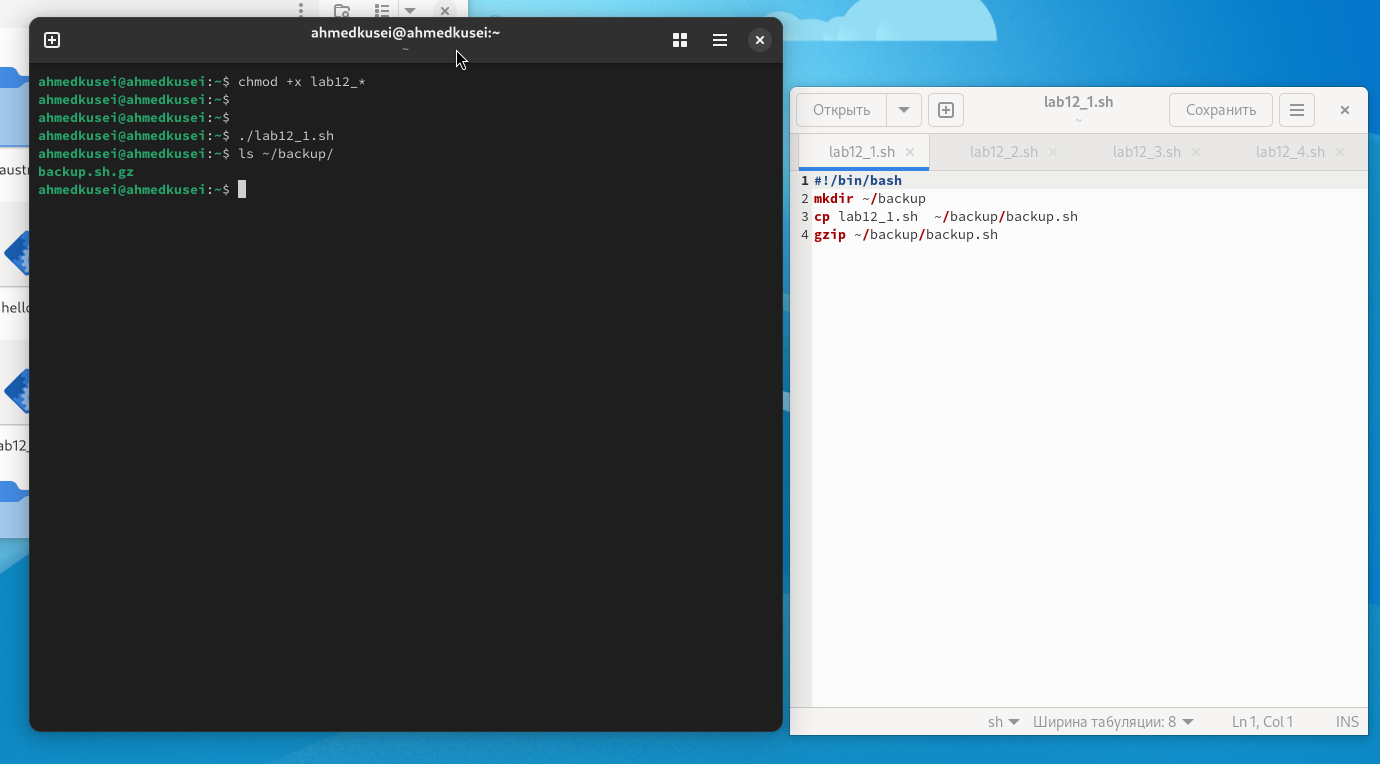 ahmedkusei@ahmedkusei:~
~
ahmedkusei@ahmedkusei:~$ chmod +x lab12_*
ahmedkusei@ahmedkusei:~$
ahmedkusei@ahmedkusei:~$
ahmedkusei@ahmedkusei:~$ ./lab12_1.sh
ahmedkusei@ahmedkusei:~$ ls ~/backup/
backup.sh.gz
ahmedkusei@ahmedkusei:~$
Открыть
lab12_1.sh
~
Сохранить
lab12_1.sh
lab12_2.sh
lab12_3.sh
lab12_4.sh
1 #!/bin/bash
2 mkdir ~/backup
3 cp lab12_1.sh  ~/backup/backup.sh
4 gzip ~/backup/backup.sh
sh
Ширина табуляции: 8
Ln 1, Col 1
INS
hello